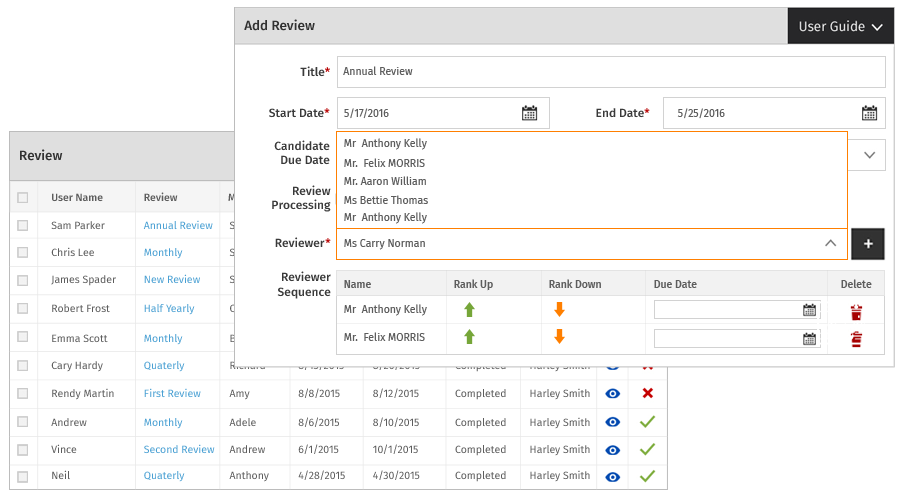 Add Review
User Guide
Title*
Annual Review
Start Date*
5/17/2016
End Date*
5/25/2016
Candidate
Due Date
Review
Processing
Mr Anthony Kelly
Mr. Felix MORRIS
Mr. Aaron William
Ms Bettie Thomas
Mr Anthony Kelly
Reviewer*
Ms Carry Norman
+
Reviewer
Sequence
Name Rank Up Rank Down Due Date Delete
Mr Anthony Kelly
Mr. Felix MORRIS
Review
User Name Review
Sam Parker Annual Review
Chris Lee Monthly
James Spader New Review
Robert Frost Half Yearly
Emma Scott Monthly
Cary Hardy Quaterly Richard Completed Harley Smith
Rendy Martin First Review Amy 8/8/2015 8/12/2015 Completed Harley Smith
Andrew Monthly Adele 8/6/2015 8/10/2015 Completed Harley Smith
Vince Second Review Andrew 6/1/2015 10/1/2015 Completed Harley Smith
Neil Quaterly Anthony 4/28/2015 4/30/2015 Completed Harley Smith